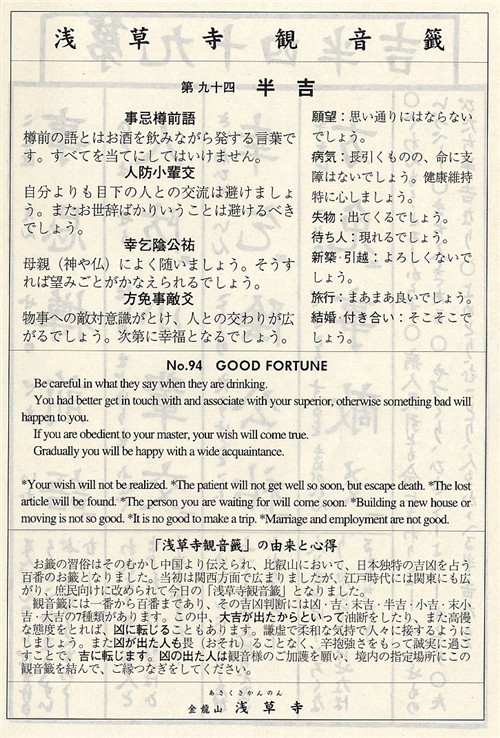 浅草寺観音籤
第九十四 半吉
事忌樽前語
樽前の語とはお酒を飲みながら発する言葉で
す。すべてを当てにしてはいけません。
人防小輩交
自分よりも目下の人との交流は避けましょ
う。またお世辞ばかりいうことは避けるべき
でしょう。
幸乞陰公祐
母親（神や仏）によく随いましょう。そうす
れば望みごとがかなえられるでしょう。
方免事敵爻
物事への敵対意識がとけ、人との交わりが広
がるでしょう。次第に幸福となるでしょう。
願望：思い通りにはならない
でしょう。
病気：長引くものの、命に支
障はないでしょう。健康維持
特に心しましょう。
失物：出てくるでしょう。
待ち人：現れるでしょう。
新築・引越：よろしくないで
しょう。
旅行：まあまあ良いでしょう。
結婚・付き合い：そこそこで
しょう。
No.94 GOOD FORTUNE
Be careful in what they say when they are drinking.
You had better get in touch with and associate with your superior, otherwise something bad will
happen to you.
If you are obedient to your master, your wish will come true.
Gradually you will be happy with a wide acquaintance.
*Your wish will not be realized. *The patient will not get well so soon, but escape death. *The lost
article will be found. *The person you are waiting for will come soon. *Building a new house or
moving is not so good. *It is no good to make a trip. *Marriage and employment are not good.
「浅草寺観音籤」の由来と心得
お籤の習俗はそのむかし中国より伝えられ、比叡山において、日本独特の吉凶を占う
百番のお籤となりました。当初は関西方面で広まりましたが、江戸時代には関東にも広
がり、庶民向けに改められて今日の「浅草寺観音籤」となりました。
観音籤には一番から百番まであり、その吉凶判断には凶・吉・末吉・半吉・小吉・末小
吉・大吉の7種類があります。この中、大吉が出たからといって油断をしたり、また高慢
な態度をとれば、凶に転じることもあります。謙虚で柔和な気持で人々に接するようにし
ましょう。また凶が出た人も畏（おそ）れることなく、辛抱強さをもって誠実に過ご
すことで、吉に転じます。凶の出た人は観音様のご加護を願い、境内の指定場所にこの
観音籤を結んで、ご縁つなぎをしてください。
あさくさかんのん
金龍山 浅草寺